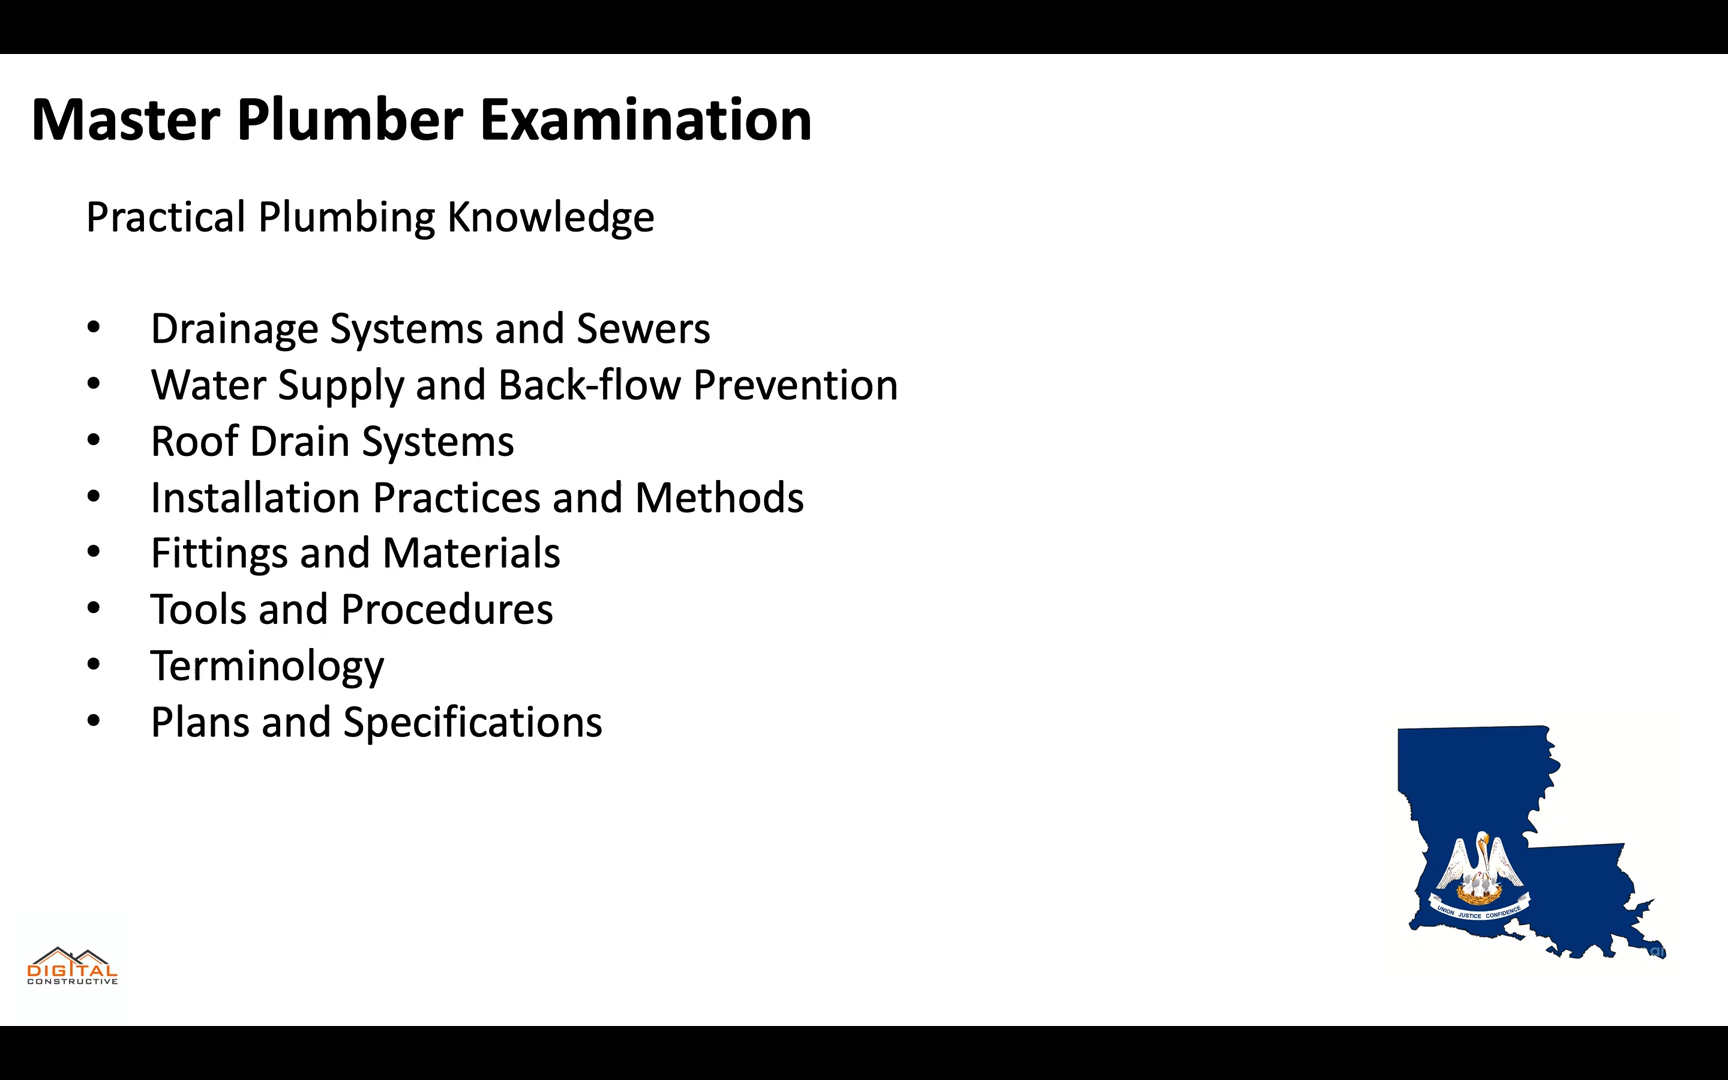 Master Plumber Examination
Practical Plumbing Knowledge
• Drainage Systems and Sewers
• Water Supply and Back-flow Prevention
• Roof Drain Systems
• Installation Practices and Methods
• Fittings and Materials
• Tools and Procedures
• Terminology
• Plans and Specifications
UNION JUSTICE CONFIDENCE
DIGITAL
CONSTRUCTIVE